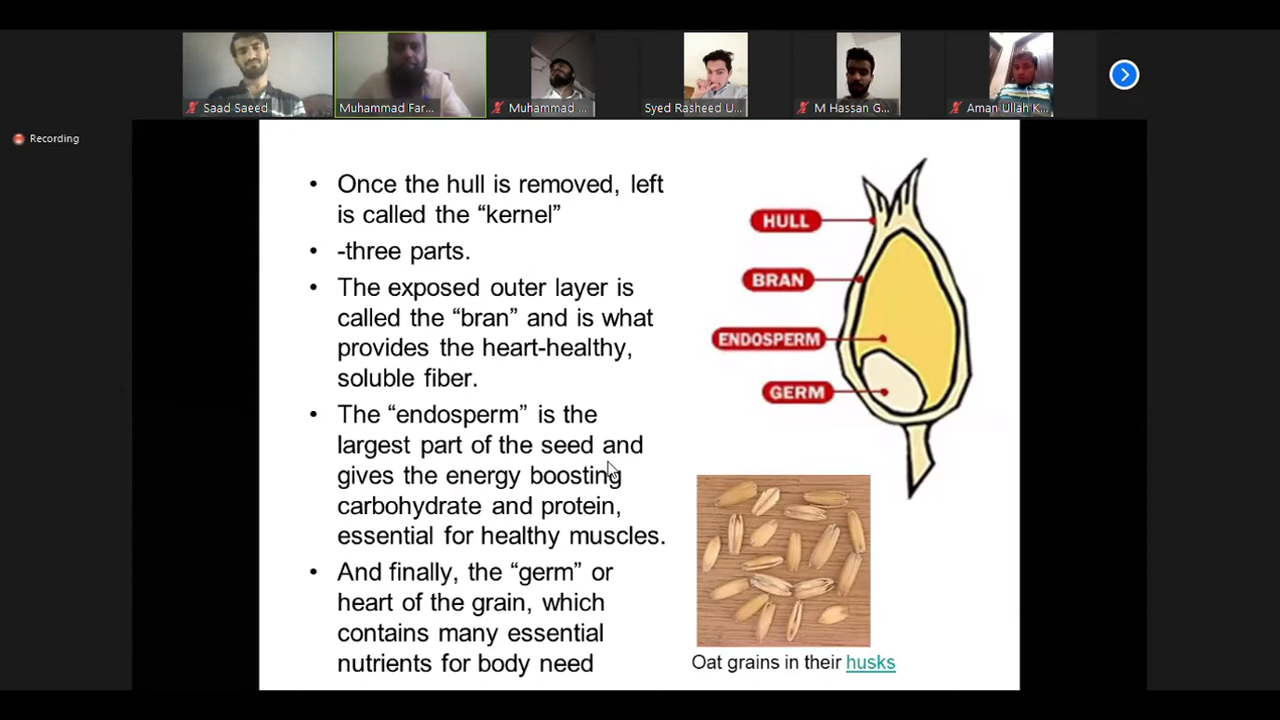 Saad Saeed
Muhammad Far...
Muhammad ...
Syed Rasheed U...
M Hassan G...
Aman Ullah K...
Recording
• Once the hull is removed, left
is called the “kernel”
• -three parts.
• The exposed outer layer is
called the “bran” and is what
provides the heart-healthy,
soluble fiber.
• The “endosperm” is the
largest part of the seed and
gives the energy boosting
carbohydrate and protein,
essential for healthy muscles.
• And finally, the “germ” or
heart of the grain, which
contains many essential
nutrients for body need
HULL
BRAN
ENDOSPERM
GERM
Oat grains in their husks